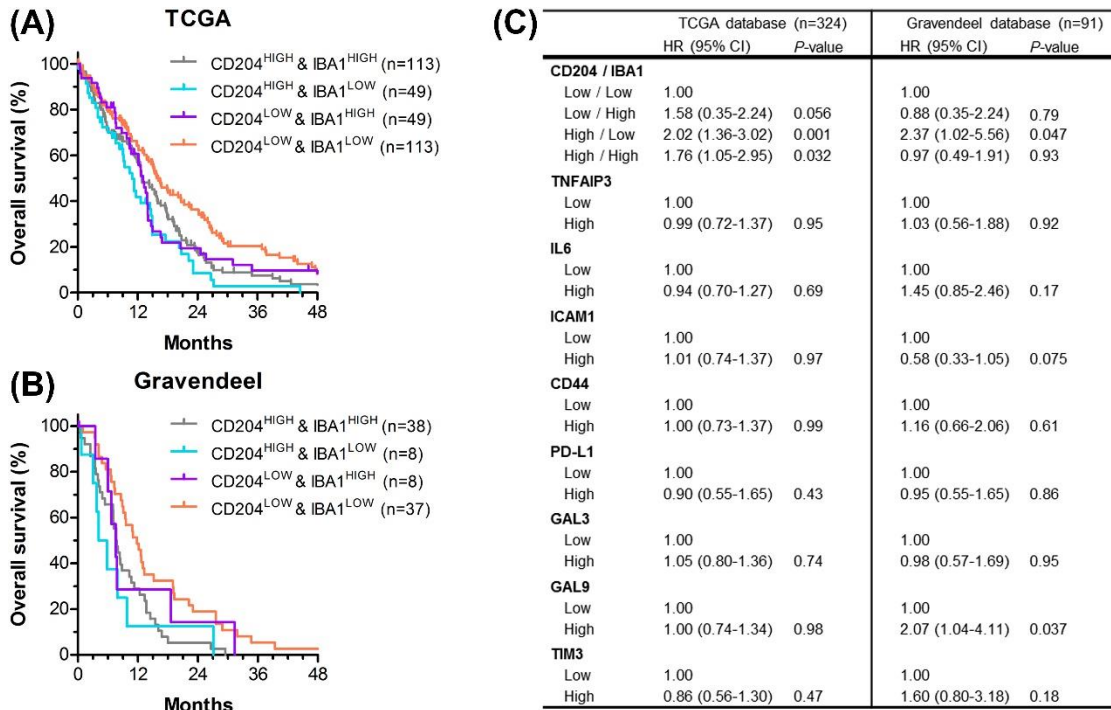 (A)
TCGA
Overall survival (%)
100
80
60
40
20
0
CD204HIGH & IBA1HIGH (n=113)
CD204HIGH & IBA1LOW (n=49)
CD204LOW & IBA1HIGH (n=49)
CD204LOW & IBA1LOW (n=113)
0 12 24 36 48
Months
(B)
Gravendeel
Overall survival (%)
100
80
60
40
20
0
CD204HIGH & IBA1HIGH (n=38)
CD204HIGH & IBA1LOW (n=8)
CD204LOW & IBA1HIGH (n=8)
CD204LOW & IBA1LOW (n=37)
0 12 24 36 48
Months
(C)
TCGA database (n=324) Gravendeel database (n=91)
HR (95% CI) P-value HR (95% CI) P-value
CD204 / IBA1
Low / Low 1.00 1.00
Low / High 1.58 (0.35-2.24) 0.056 0.88 (0.35-2.24) 0.79
High / Low 2.02 (1.36-3.02) 0.001 2.37 (1.02-5.56) 0.047
High / High 1.76 (1.05-2.95) 0.032 0.97 (0.49-1.91) 0.93
TNFAIP3
Low 1.00 1.00
High 0.99 (0.72-1.37) 0.95 1.03 (0.56-1.88) 0.92
IL6
Low 1.00 1.00
High 0.94 (0.70-1.27) 0.69 1.45 (0.85-2.46) 0.17
ICAM1
Low 1.00 1.00
High 1.01 (0.74-1.37) 0.97 0.58 (0.33-1.05) 0.075
CD44
Low 1.00 1.00
High 1.00 (0.73-1.37) 0.99 1.16 (0.66-2.06) 0.61
PD-L1
Low 1.00 1.00
High 0.90 (0.55-1.65) 0.43 0.95 (0.55-1.65) 0.86
GAL3
Low 1.00 1.00
High 1.05 (0.80-1.36) 0.74 0.98 (0.57-1.69) 0.95
GAL9
Low 1.00 1.00
High 1.00 (0.74-1.34) 0.98 2.07 (1.04-4.11) 0.037
TIM3
Low 1.00 1.00
High 0.86 (0.56-1.30) 0.47 1.60 (0.80-3.18) 0.18